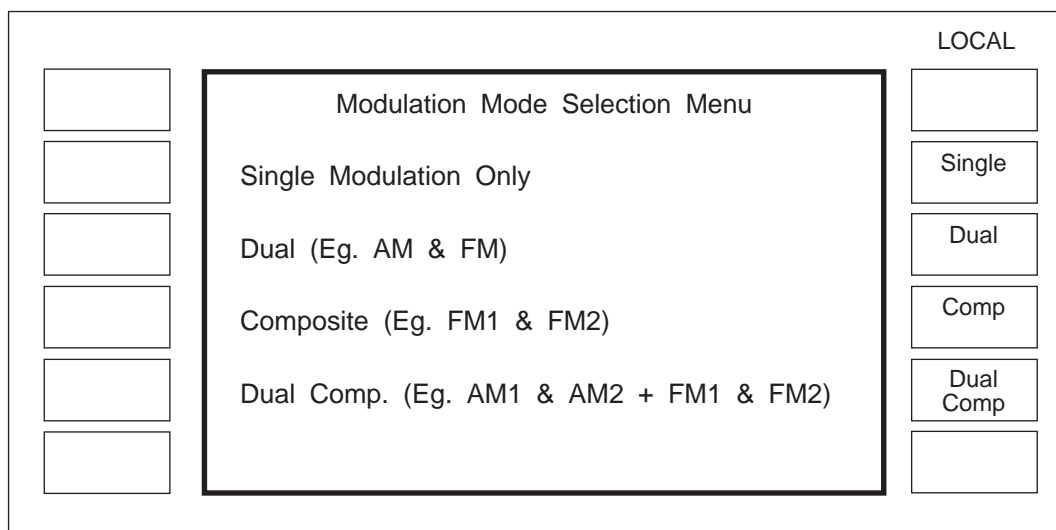 LOCAL
Modulation Mode Selection Menu
Single Modulation Only
Single
Dual (Eg. AM & FM)
Dual
Composite (Eg. FM1 & FM2)
Comp
Dual Comp. (Eg. AM1 & AM2 + FM1 & FM2)
Dual
Comp